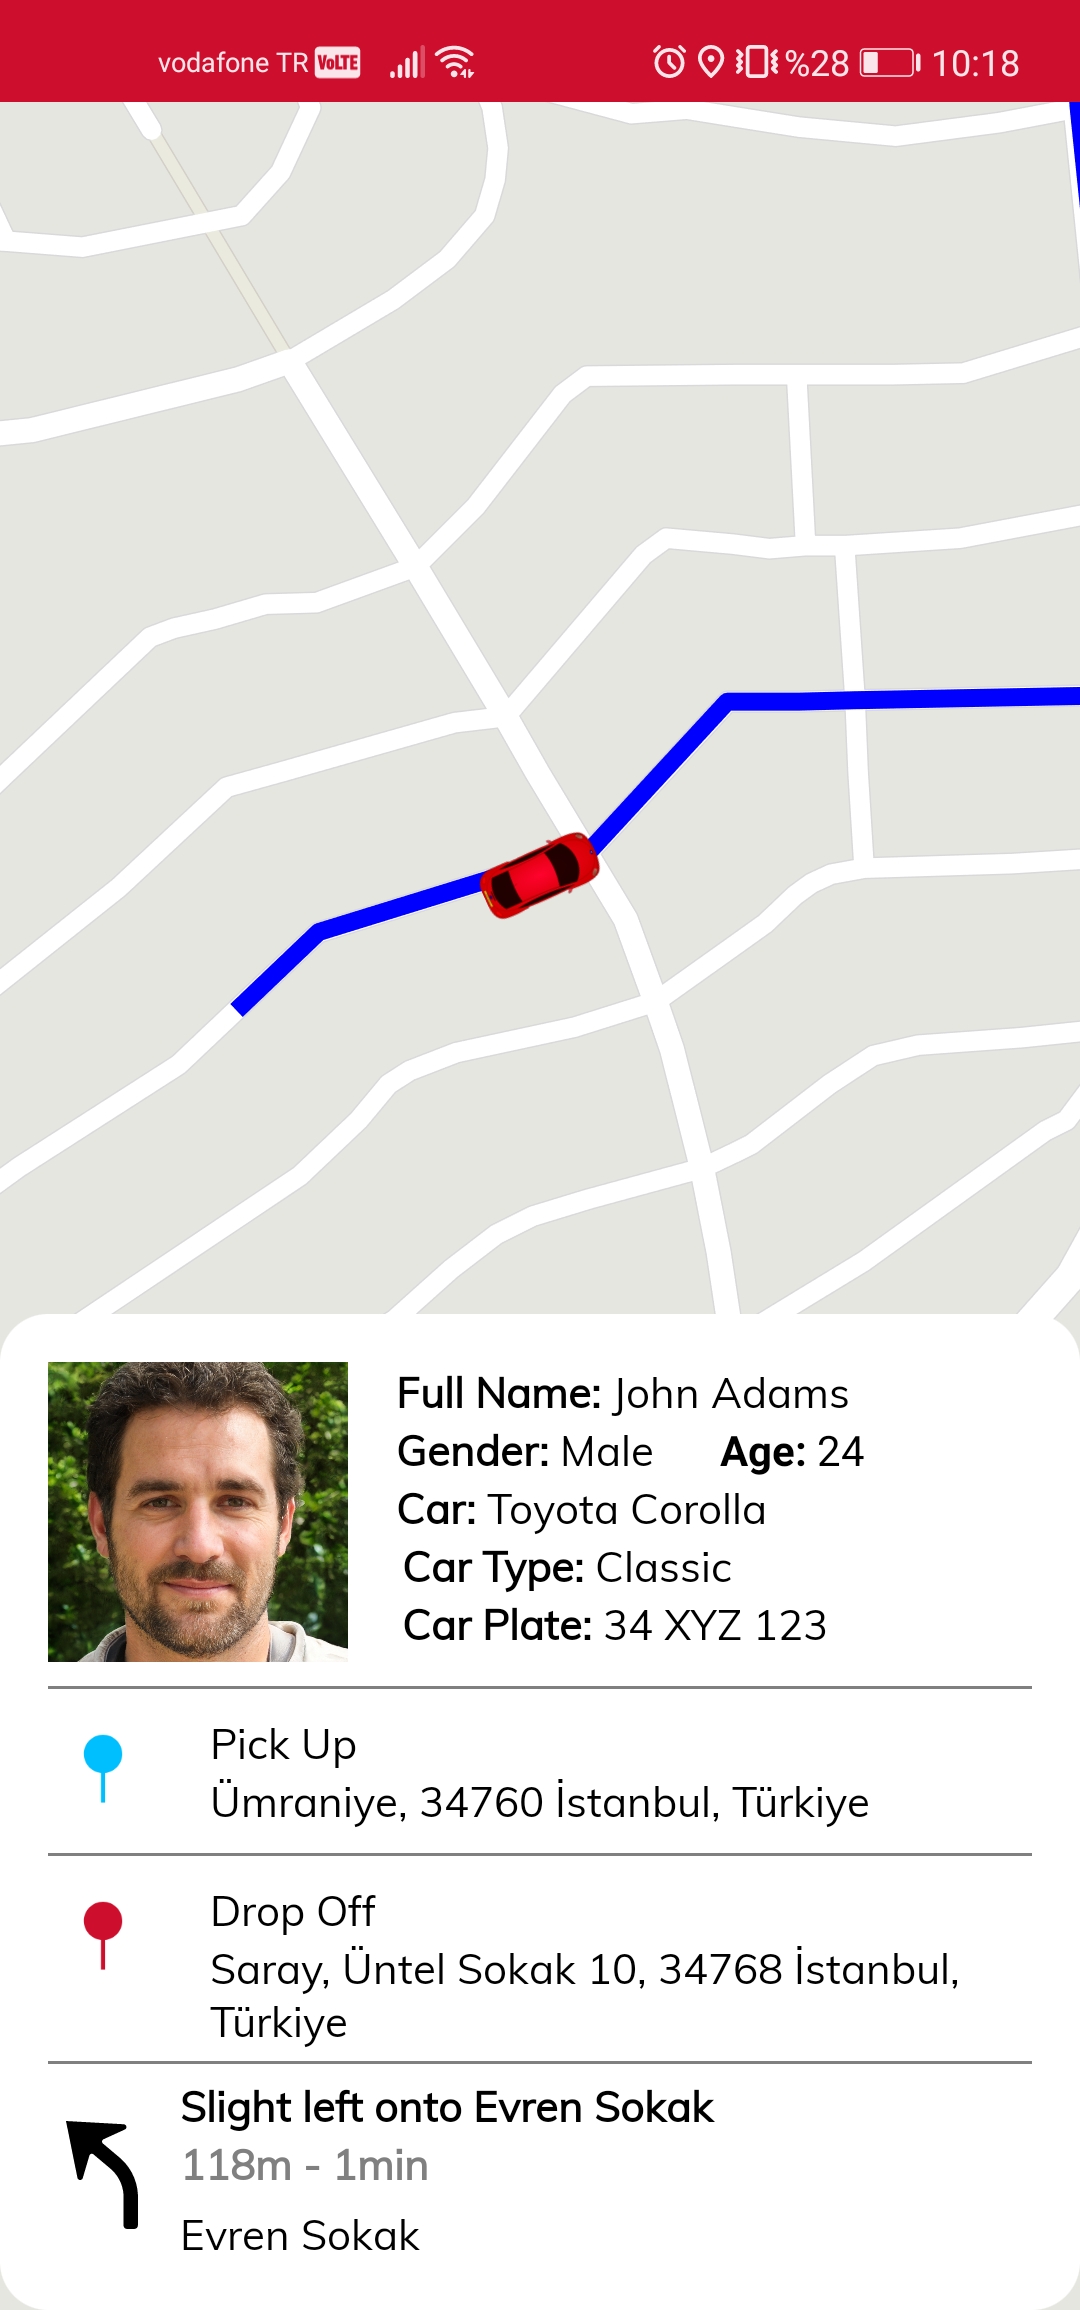 vodafone TR VoLTE %28 10:18
Full Name: John Adams
Gender: Male Age: 24
Car: Toyota Corolla
Car Type: Classic
Car Plate: 34 XYZ 123
Pick Up
Ümraniye, 34760 İstanbul, Türkiye
Drop Off
Saray, Üntel Sokak 10, 34768 İstanbul,
Türkiye
Slight left onto Evren Sokak
118m - 1min
Evren Sokak